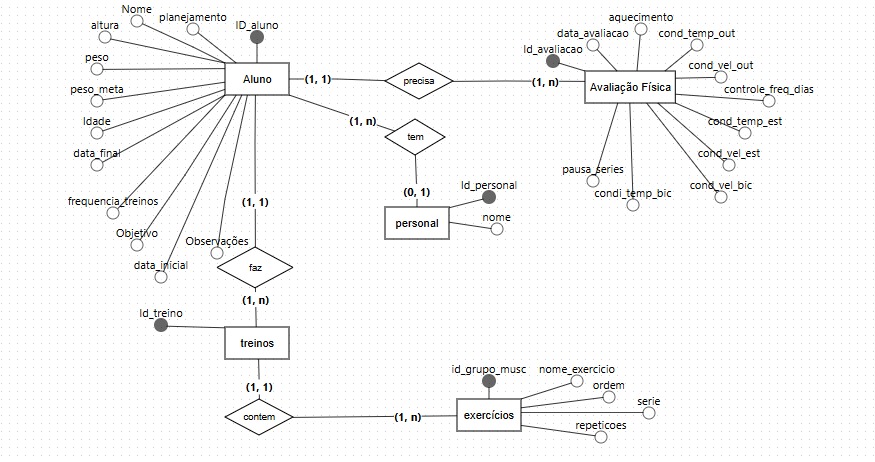 Nome
planejamento
ID_aluno
altura
peso
peso_meta
Idade
data_final
frequencia_treinos
Objetivo
data_inicial
Observações
Aluno
(1, 1)
precisa
(1, n)
Avaliação Física
aquecimento
data_avaliacao
cond_temp_out
Id_avaliacao
cond_vel_out
controle_freq_dias
cond_temp_est
cond_vel_est
cond_vel_bic
condi_temp_bic
pausa_series
(1, n)
tem
(0, 1)
Id_personal
personal
nome
(1, 1)
faz
(1, n)
Id_treino
treinos
(1, 1)
contem
(1, n)
id_grupo_musc
nome_exercicio
ordem
serie
repeticoes
exercícios